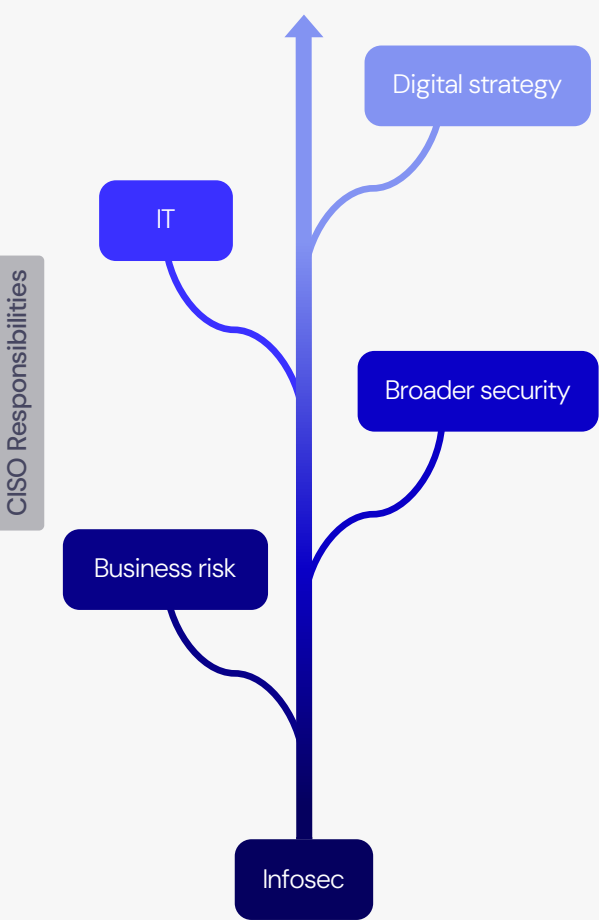 Digital strategy
IT
CISO Responsibilities
Broader security
Business risk
Infosec